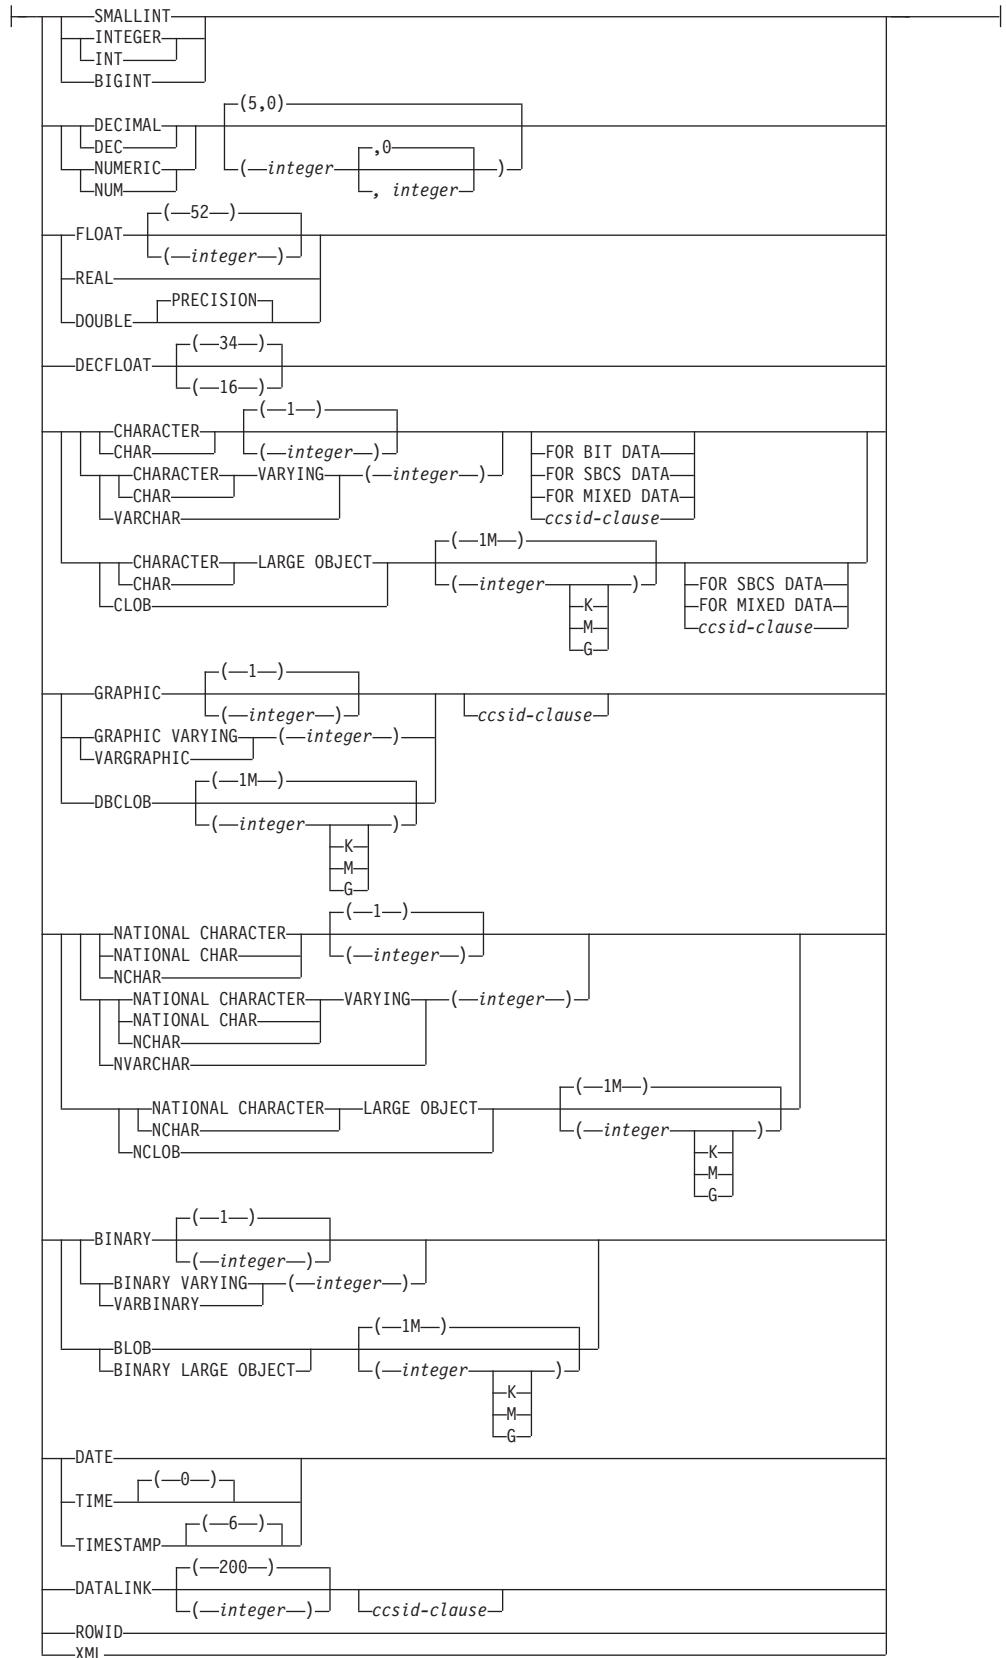 SMALLINT
INTEGER
INT
BIGINT
(5,0)
DECIMAL
DEC ,0
NUMERIC ( integer )
NUM , integer
( 52 )
FLOAT
( integer )
REAL
PRECISION
DOUBLE
( 34 )
DECFLOAT
( 16 )
( 1 )
CHARACTER
CHAR ( integer ) FOR BIT DATA
CHARACTER VARYING ( integer ) FOR SBCS DATA
CHAR FOR MIXED DATA
VARCHAR ccsid-clause
( 1M )
CHARACTER LARGE OBJECT
CHAR ( integer ) FOR SBCS DATA
CLOB K FOR MIXED DATA
M ccsid-clause
G
( 1 )
GRAPHIC
( integer ) ccsid-clause
GRAPHIC VARYING ( integer )
VARGRAPHIC
( 1M )
DBCLOB
( integer )
K
M
G
( 1 )
NATIONAL CHARACTER
NATIONAL CHAR ( integer )
NCHAR
NATIONAL CHARACTER VARYING ( integer )
NATIONAL CHAR
NCHAR
NVARCHAR
( 1M )
NATIONAL CHARACTER LARGE OBJECT
NCHAR ( integer )
NCLOB K
M
G
( 1 )
BINARY
( integer )
BINARY VARYING ( integer )
VARBINARY
( 1M )
BLOB
BINARY LARGE OBJECT ( integer )
K
M
G
DATE
( 0 )
TIME
( 6 )
TIMESTAMP
( 200 )
DATALINK
( integer ) ccsid-clause
ROWID
XML